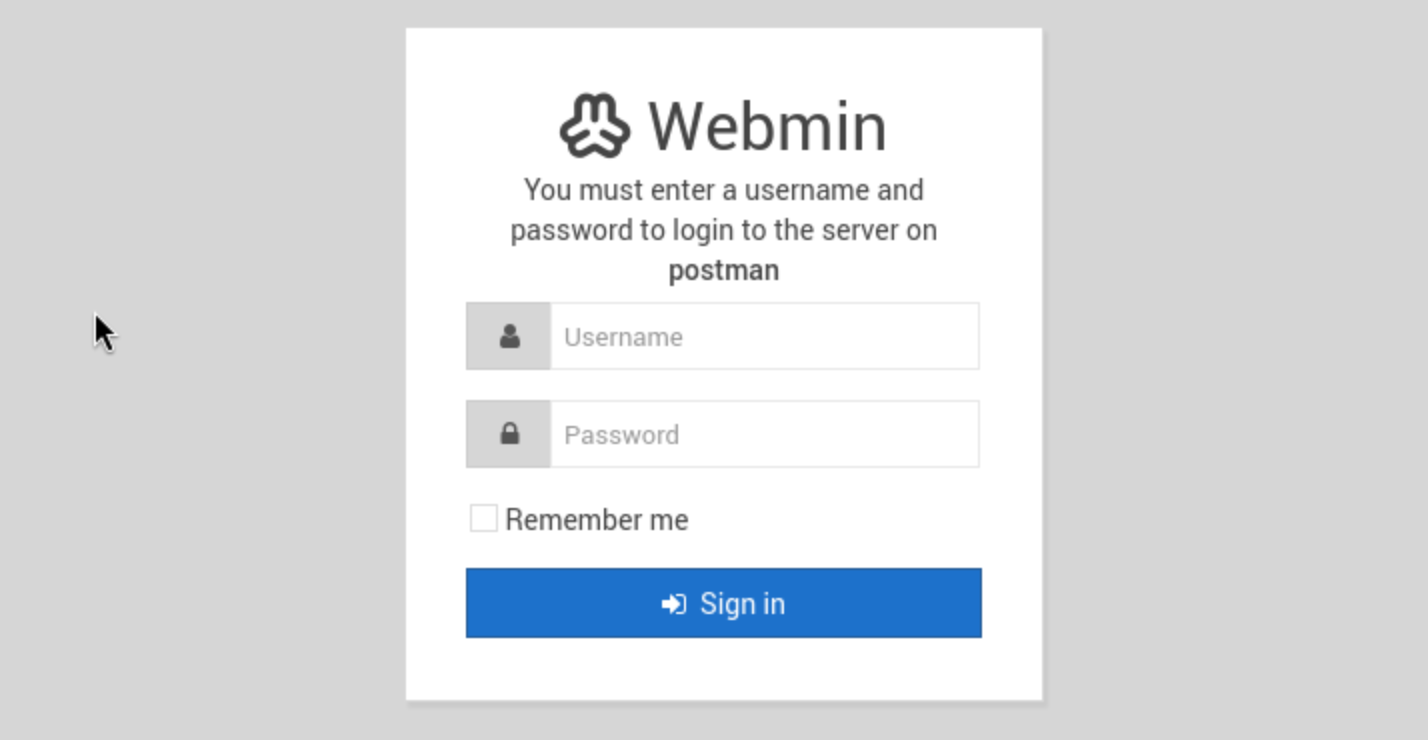 Webmin
You must enter a username and
password to login to the server on
postman
Username
Password
Remember me
Sign in